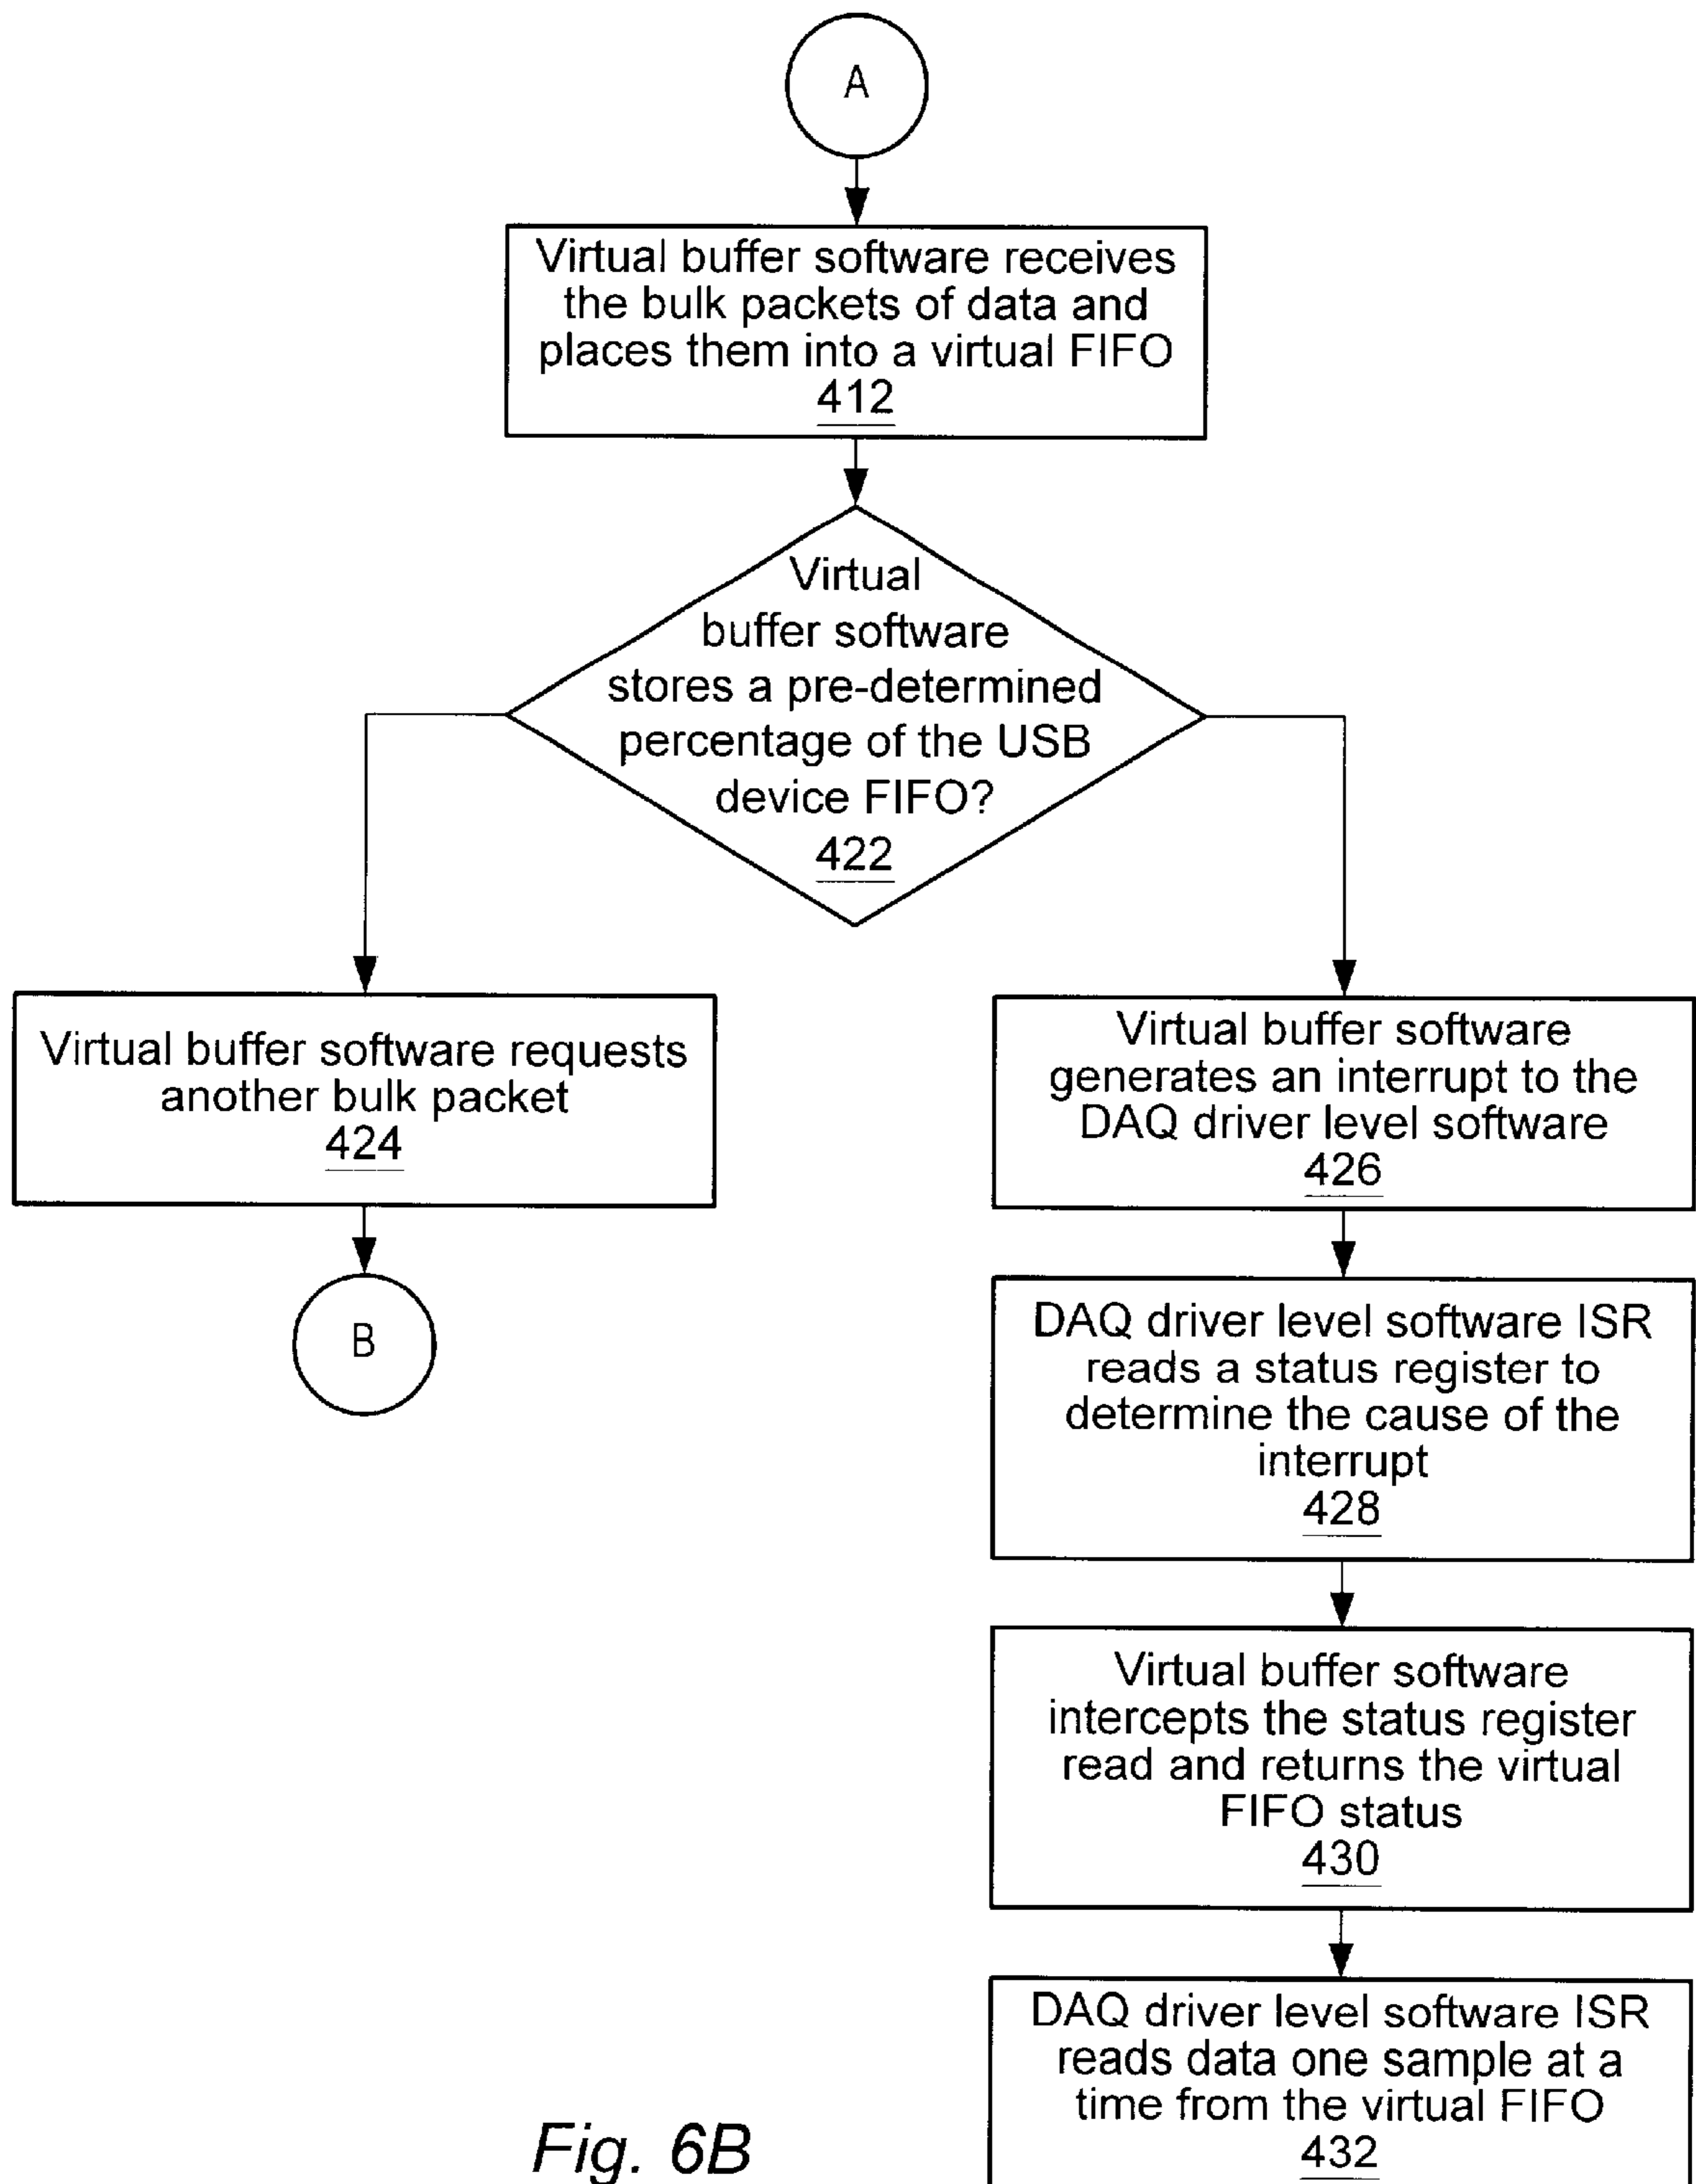 A
Virtual buffer software receives
the bulk packets of data and
places them into a virtual FIFO
412
Virtual
buffer software
stores a pre-determined
percentage of the USB
device FIFO?
422
Virtual buffer software requests
another bulk packet
424
B
Virtual buffer software
generates an interrupt to the
DAQ driver level software
426
DAQ driver level software ISR
reads a status register to
determine the cause of the
interrupt
428
Virtual buffer software
intercepts the status register
read and returns the virtual
FIFO status
430
DAQ driver level software ISR
reads data one sample at a
time from the virtual FIFO
432
Fig. 6B